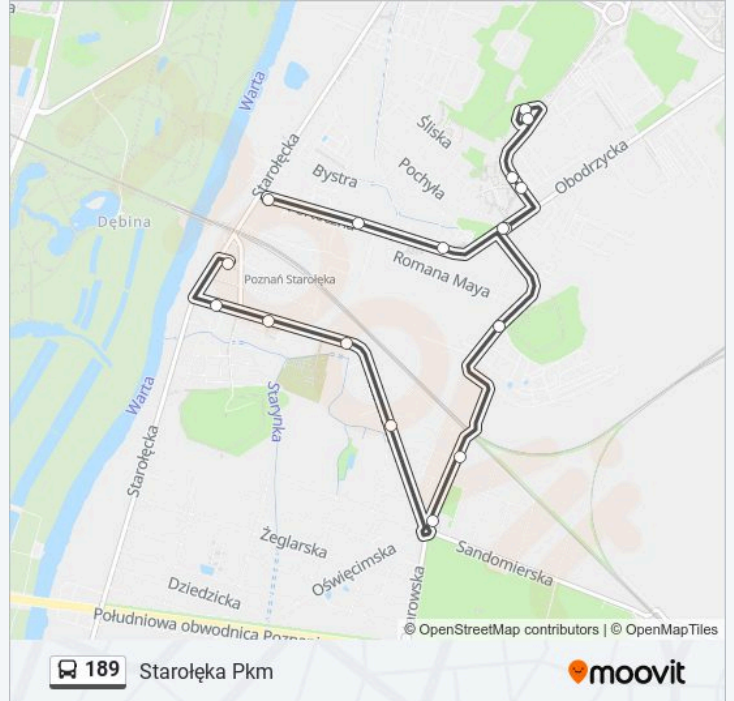 Warta
Śliska
Starołęcka
Obodrzycka
Bystra
Pochyła
Dębina
Romana Maya
Poznań Starołęka
Warta
Starynka
Starołęcka
Żeglarska
Oświęcimska
Sandomierska
Dziedzicka
Południowa obwodnica
© OpenStreetMap contributors | © OpenMapTiles
189 Starołęka Pkm
moovit